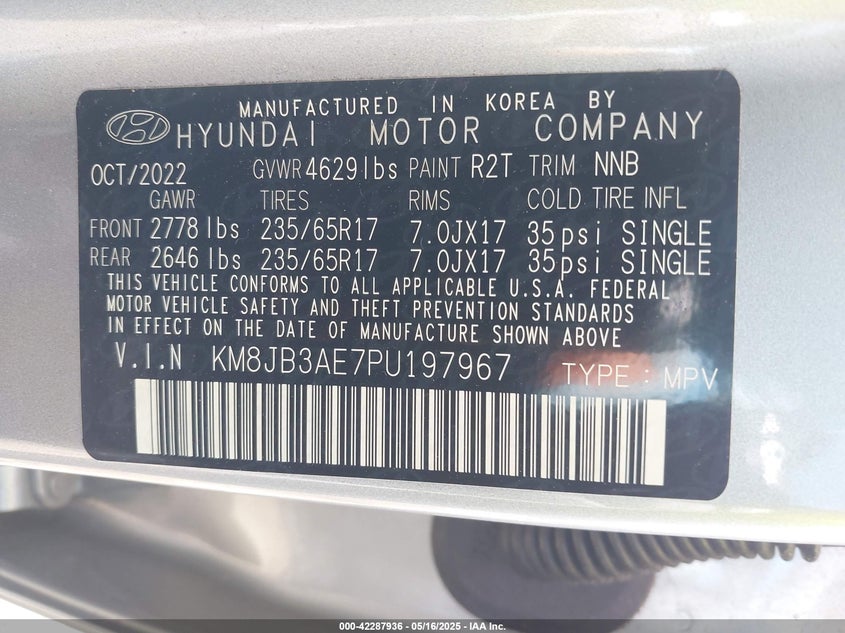 MANUFACTURED IN KOREA BY
HYUNDAI MOTOR COMPANY
OCT/2022 GVWR 4629 lbs PAINT R2T TRIM NNB
GAWR TIRES RIMS COLD TIRE INFL
FRONT 2778 lbs 235/65R17 7.0JX17 35psi SINGLE
REAR 2646 lbs 235/65R17 7.0JX17 35psi SINGLE
THIS VEHICLE CONFORMS TO ALL APPLICABLE U.S.A. FEDERAL
MOTOR VEHICLE SAFETY AND THEFT PREVENTION STANDARDS
IN EFFECT ON THE DATE OF MANUFACTURE SHOWN ABOVE
V.I.N KM8JB3AE7PU197967 TYPE : MPV
000-42287936 - 05/16/2025 - IAA Inc.